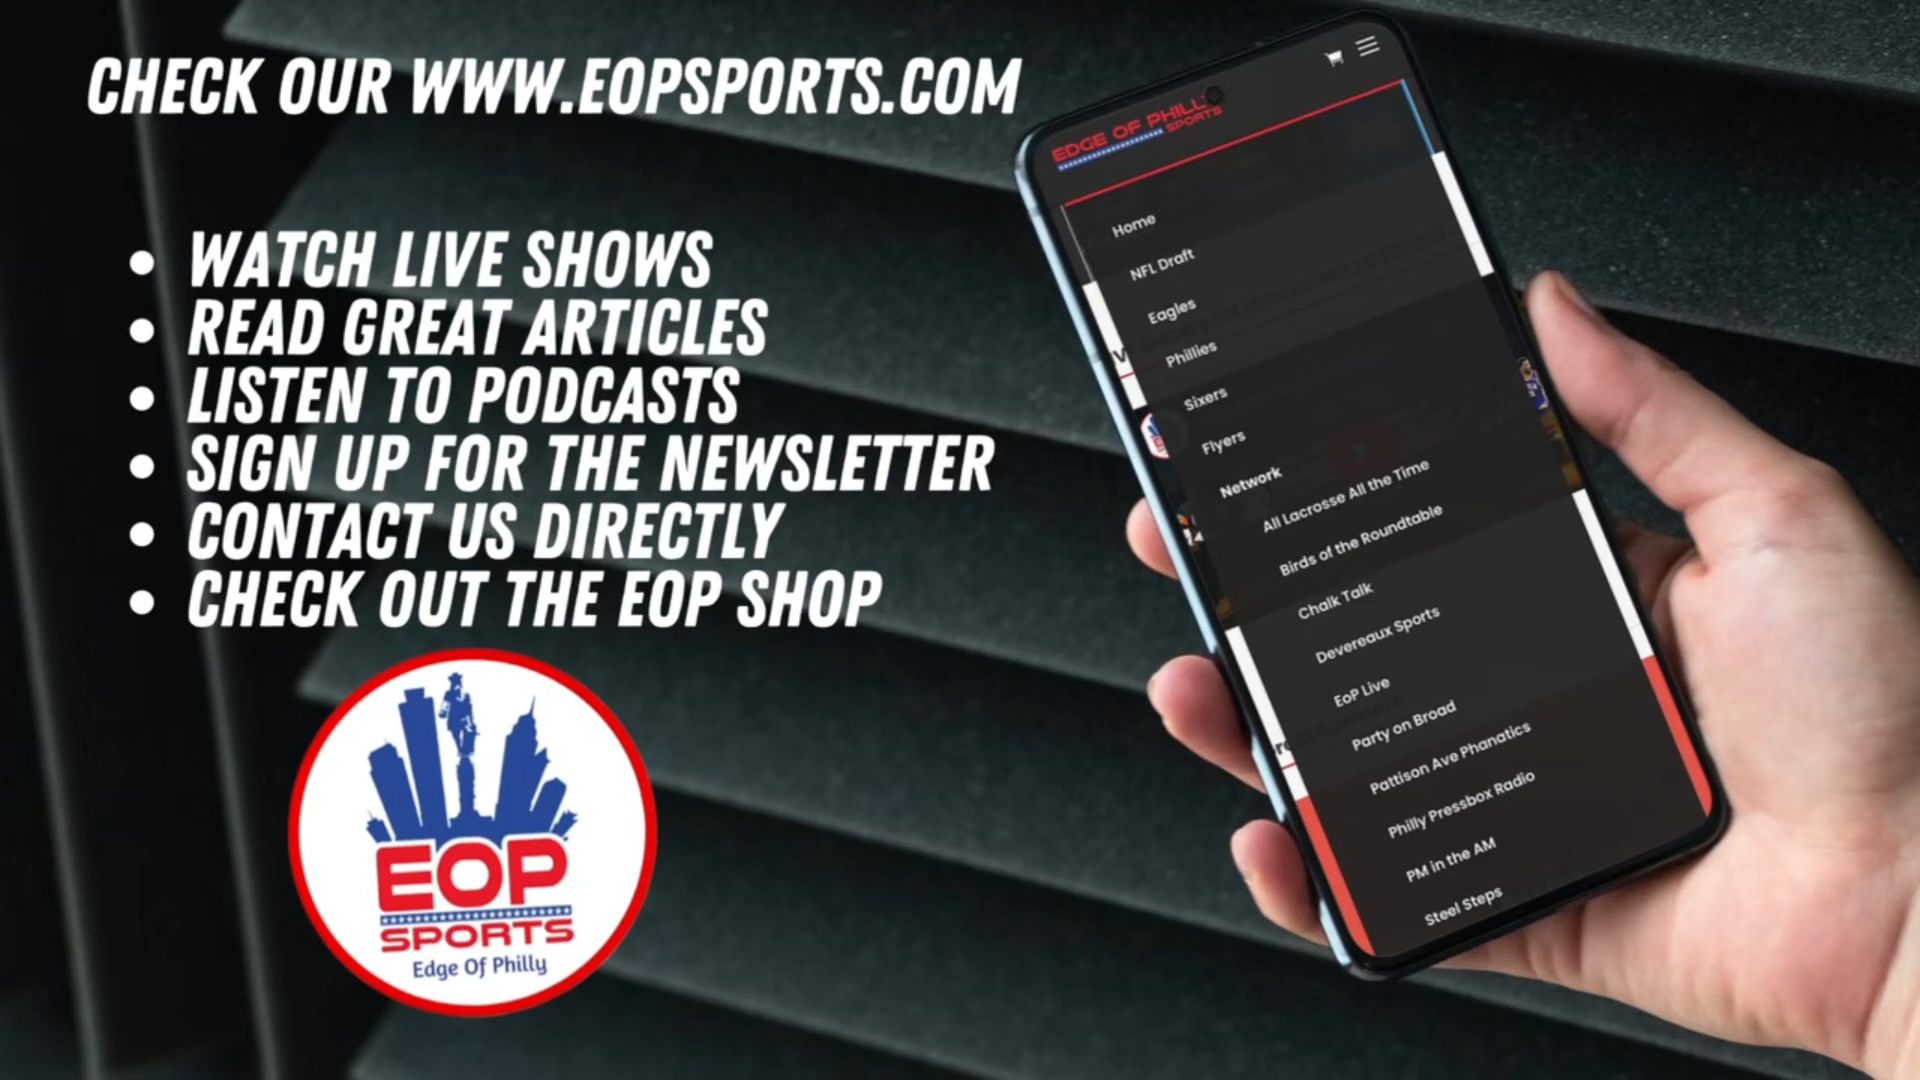 CHECK OUR WWW.EOPSPORTS.COM
• WATCH LIVE SHOWS
• READ GREAT ARTICLES
• LISTEN TO PODCASTS
• SIGN UP FOR THE NEWSLETTER
• CONTACT US DIRECTLY
• CHECK OUT THE EOP SHOP
EOP
SPORTS
Edge Of Philly
EDGE OF PHILLY
SPORTS
Home
NFL Draft
Eagles
Phillies
Sixers
Flyers
Network
All Lacrosse All the Time
Birds of the Roundtable
Chalk Talk
Devereaux Sports
EoP Live
Party on Broad
Pattison Ave Phanatics
Philly Pressbox Radio
PM in the AM
Steel Steps